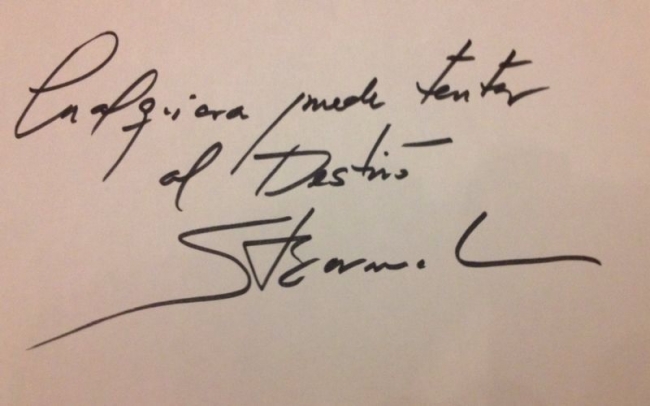 Cualquiera puede tentar
al Destino